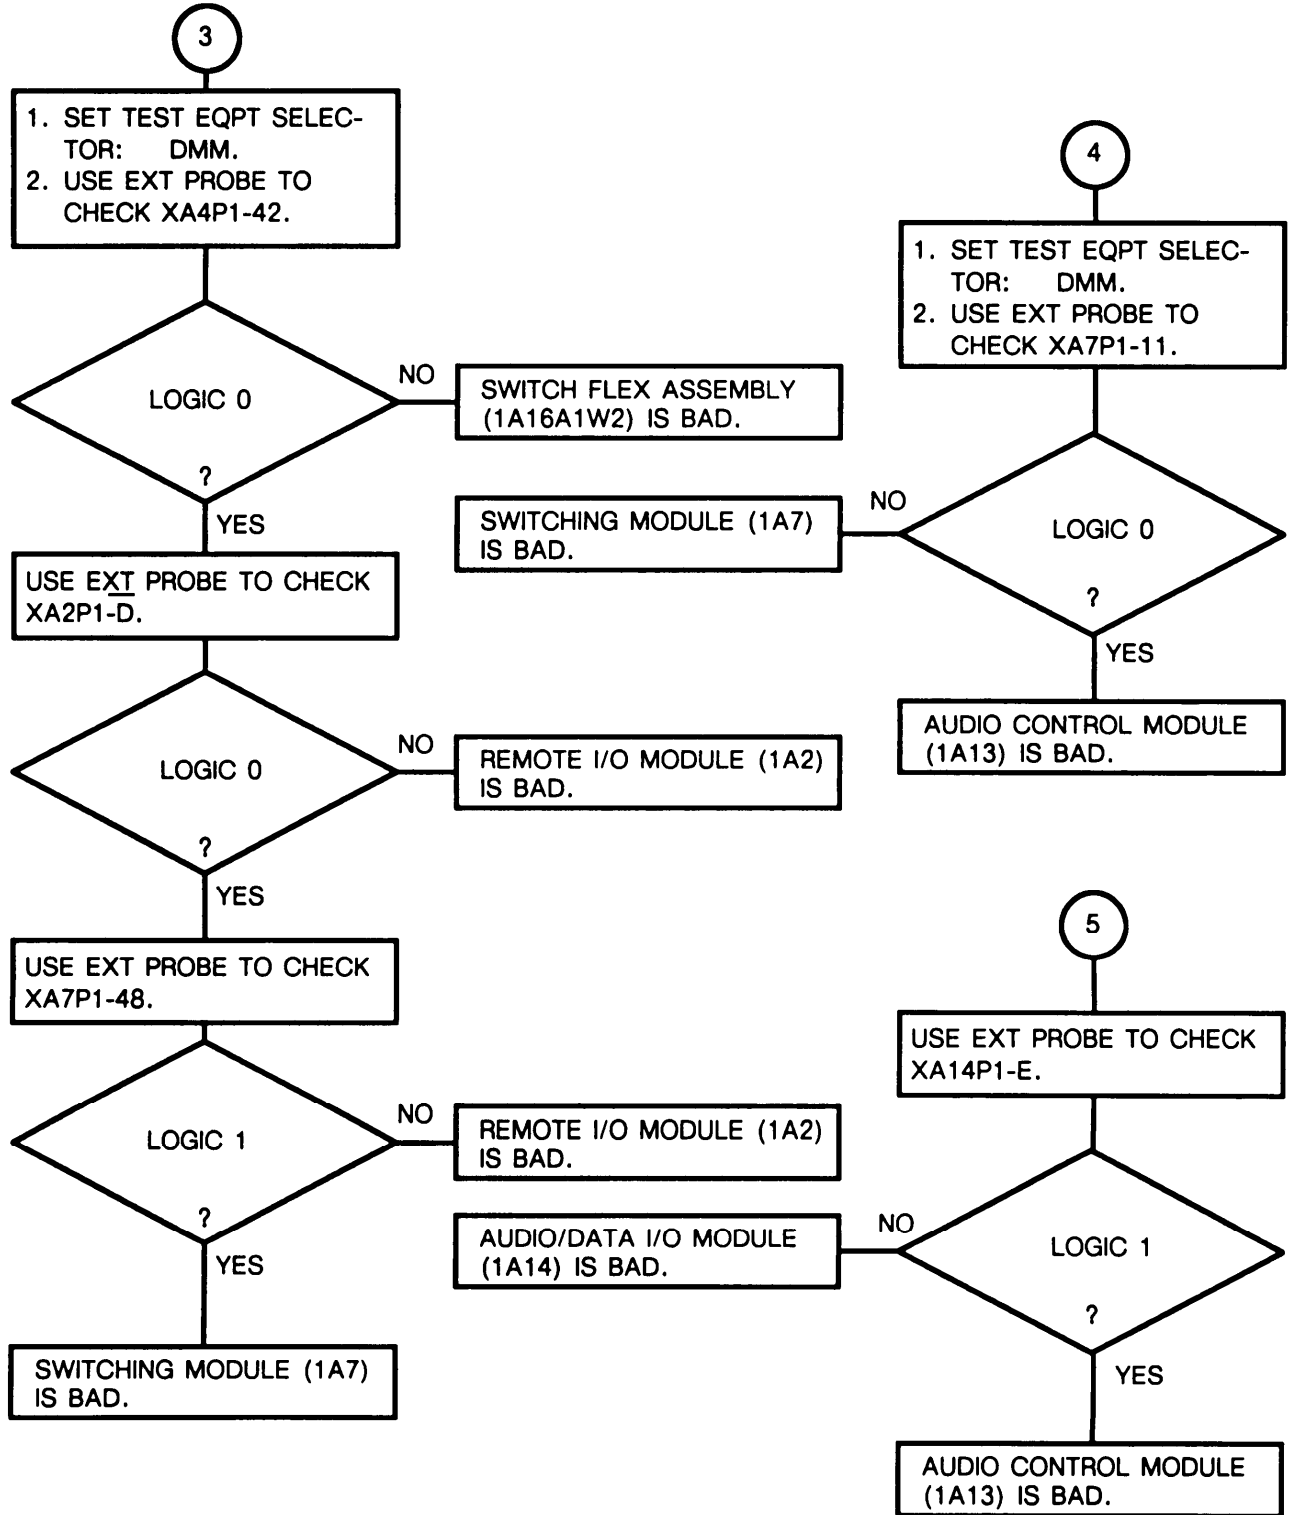 3
1. SET TEST EQPT SELEC-
TOR: DMM.
2. USE EXT PROBE TO
CHECK XA4P1-42.
LOGIC 0
?
NO
SWITCH FLEX ASSEMBLY
(1A16A1W2) IS BAD.
YES
USE EXT PROBE TO CHECK
XA2P1-D.
LOGIC 0
?
NO
REMOTE I/O MODULE (1A2)
IS BAD.
YES
USE EXT PROBE TO CHECK
XA7P1-48.
LOGIC 1
?
NO
REMOTE I/O MODULE (1A2)
IS BAD.
YES
SWITCHING MODULE (1A7)
IS BAD.
4
1. SET TEST EQPT SELEC-
TOR: DMM.
2. USE EXT PROBE TO
CHECK XA7P1-11.
LOGIC 0
?
NO
SWITCHING MODULE (1A7)
IS BAD.
YES
AUDIO CONTROL MODULE
(1A13) IS BAD.
5
USE EXT PROBE TO CHECK
XA14P1-E.
LOGIC 1
?
NO
AUDIO/DATA I/O MODULE
(1A14) IS BAD.
YES
AUDIO CONTROL MODULE
(1A13) IS BAD.